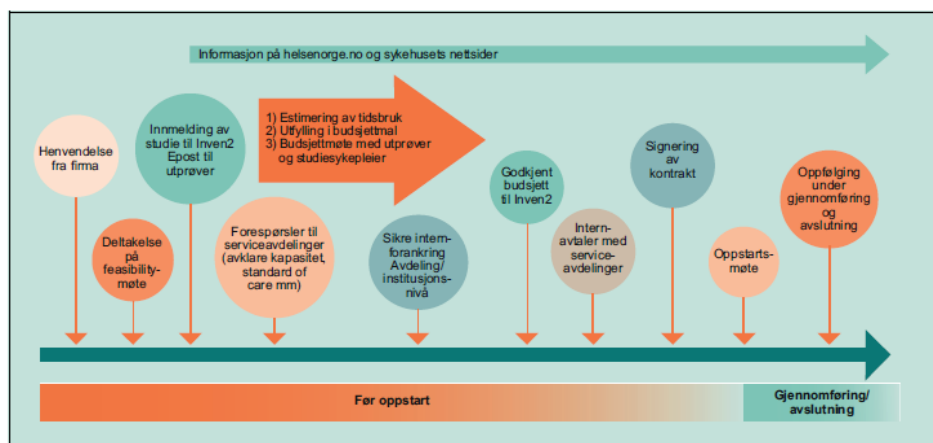 Informasjon på helsenorge.no og sykehusets nettsider
Henvendelse
fra firma
Deltakelse
på
feasibility-
møte
Innmelding av
studie til Inven2
Epost til
utprøver
1) Estimering av tidsbruk
2) Utfylling i budsjettmal
3) Budsjettmøte med utprøver
og studiesykepleier
Forespørsler til
serviceavdelinger
(avklare kapasitet,
standard of
care mm)
Sikre intern-
forankring
Avdeling/
institusjons-
nivå
Godkjent
budsjett
til Inven2
Intern-
avtaler med
service-
avdelinger
Signering
av
kontrakt
Oppstarts-
møte
Oppfølging
under
gjennomføring
og
avslutning
Før oppstart
Gjennomføring/
avslutning